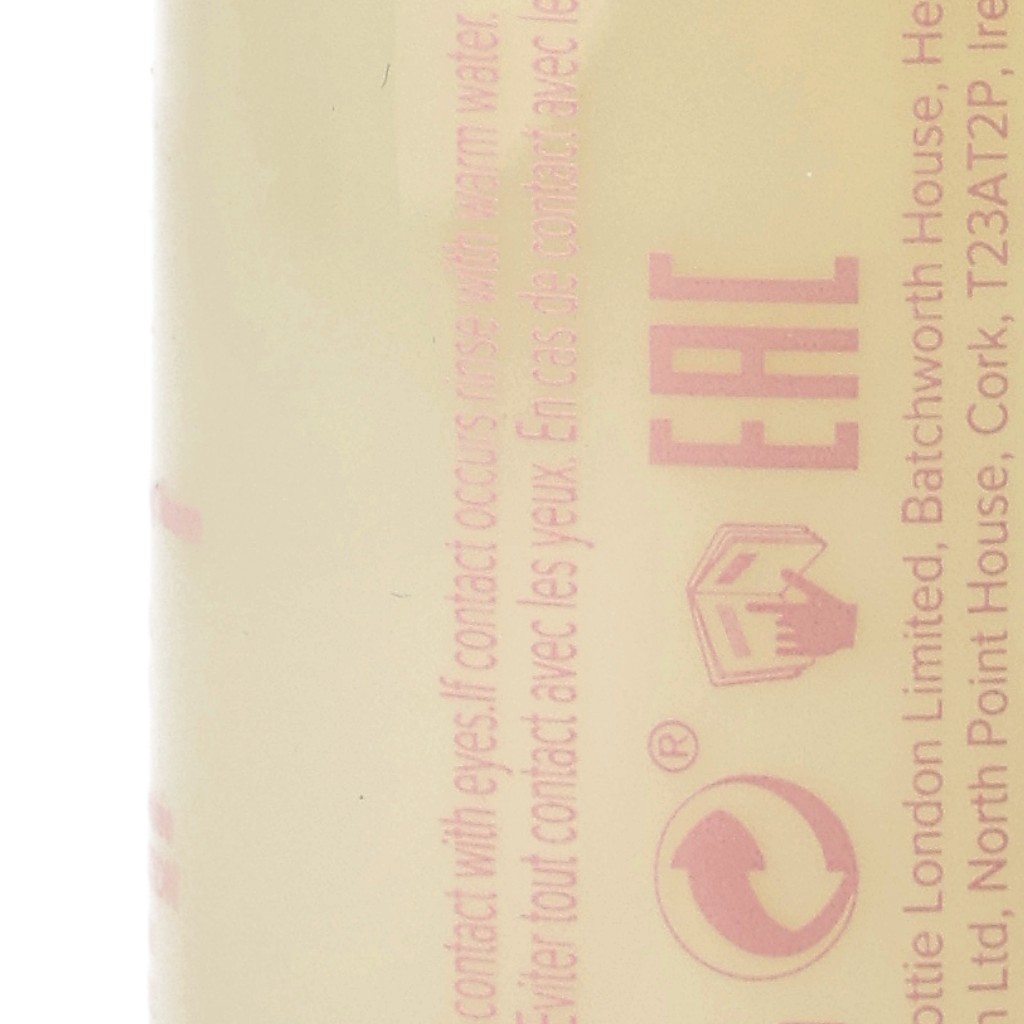 contact with eyes.If contact occurs rinse with warm water.
Eviter tout contact avec les yeux. En cas de contact avec le
®
EAC
ottie London Limited, Batchworth House, He
n Ltd, North Point House, Cork, T23AT2P, Ire